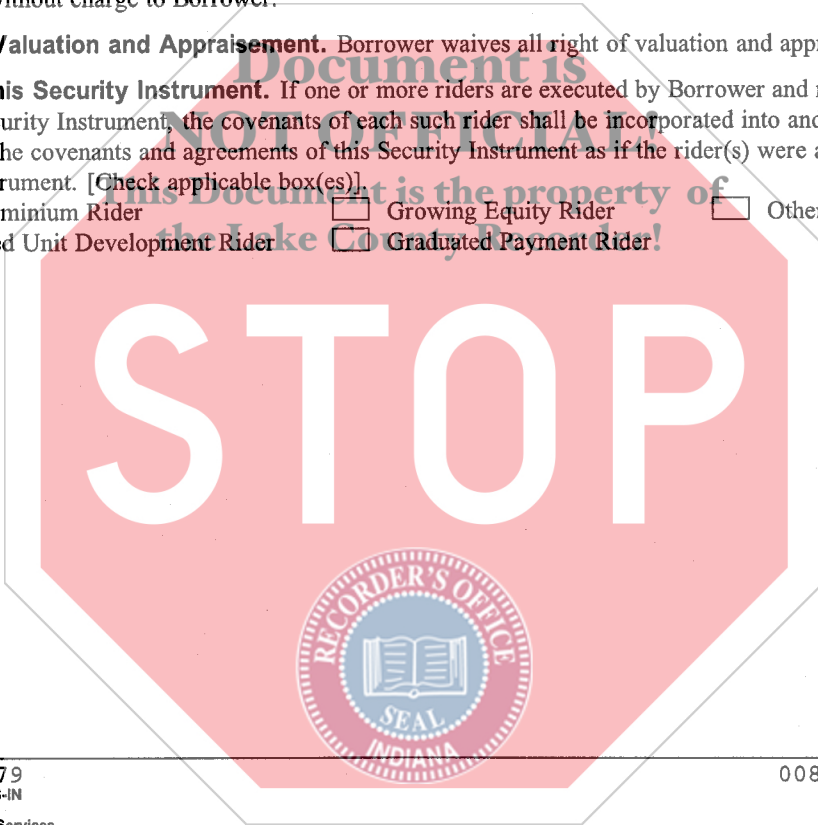 without charge to Borrower.
Valuation and Appraisement. Borrower waives all right of valuation and appr
Document is
his Security Instrument. If one or more riders are executed by Borrower and r
urity Instrument, the covenants of each such rider shall be incorporated into and
NOT OFFICIAL!
he covenants and agreements of this Security Instrument as if the rider(s) were a
rument. [Check applicable box(es)].
This Document is the property of
minium Rider Growing Equity Rider Other
ed Unit Development Rider Graduated Payment Rider
the Lake County Recorder!
STOP
RECORDER'S OFFICE
SEAL
INDIANA
79 008
-IN
Services